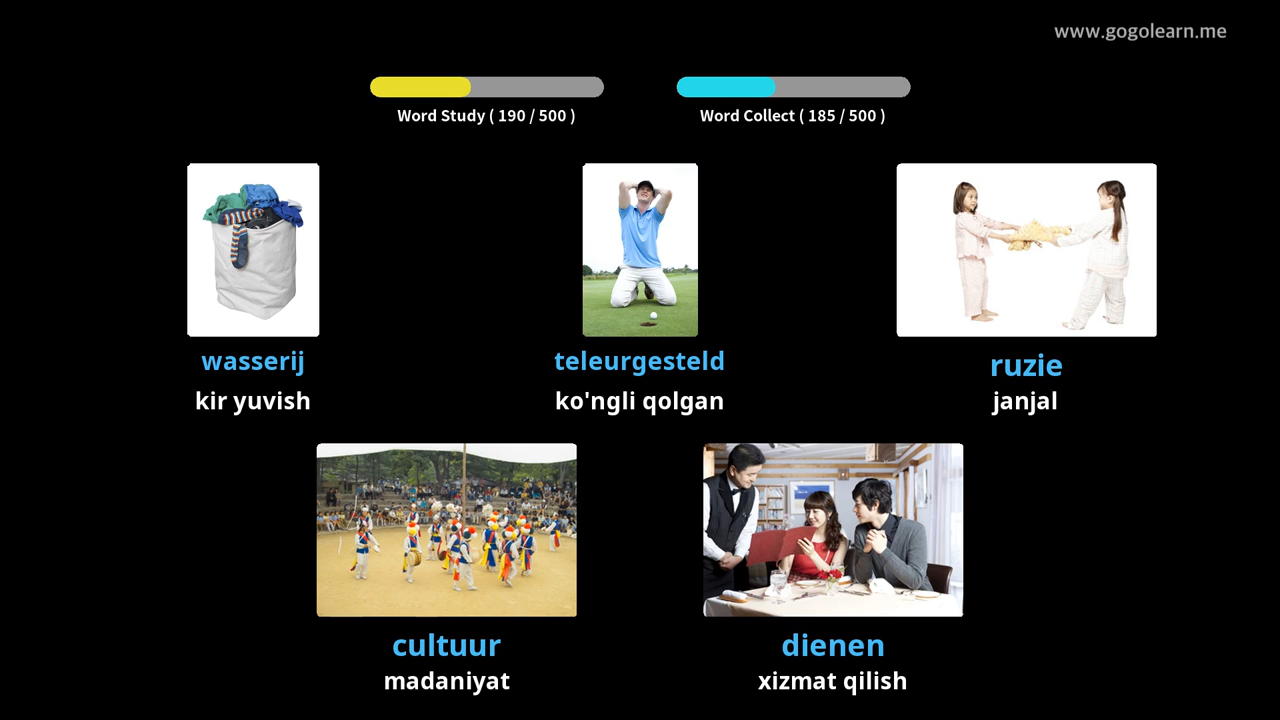 www.gogolearn.me
Word Study ( 190 / 500 )
Word Collect ( 185 / 500 )
wasserij
kir yuvish
teleurgesteld
ko'ngli qolgan
ruzie
janjal
cultuur
madaniyat
dienen
xizmat qilish